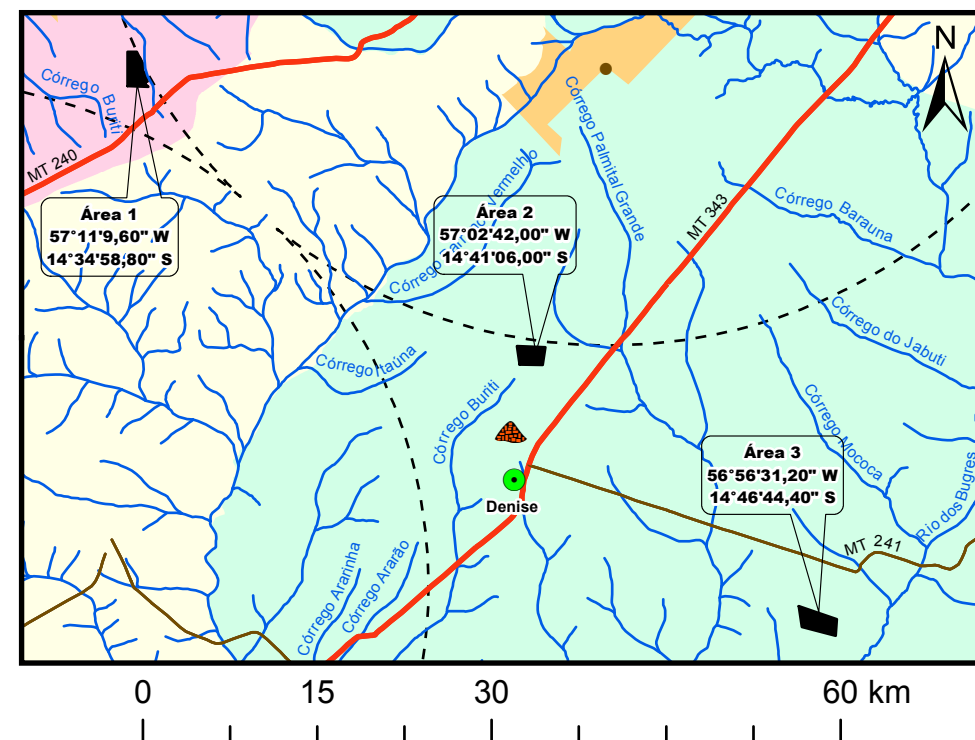 N
Córrego Buriti
MT 240
Córrego Palmital Grande
MT 343
Córrego Barauna
Área 1
57°11'9,60" W
14°34'58,80" S
Área 2
57°02'42,00" W
14°41'06,00" S
Vermelho
Córrego
Córrego do Jabuti
Córrego Itaúna
Córrego Buriti
Córrego Mococa
Área 3
56°56'31,20" W
14°46'44,40" S
Rio dos Bugres
Denise
MT 241
Córrego Ararinha
Córrego Ararão
0 15 30 60 km